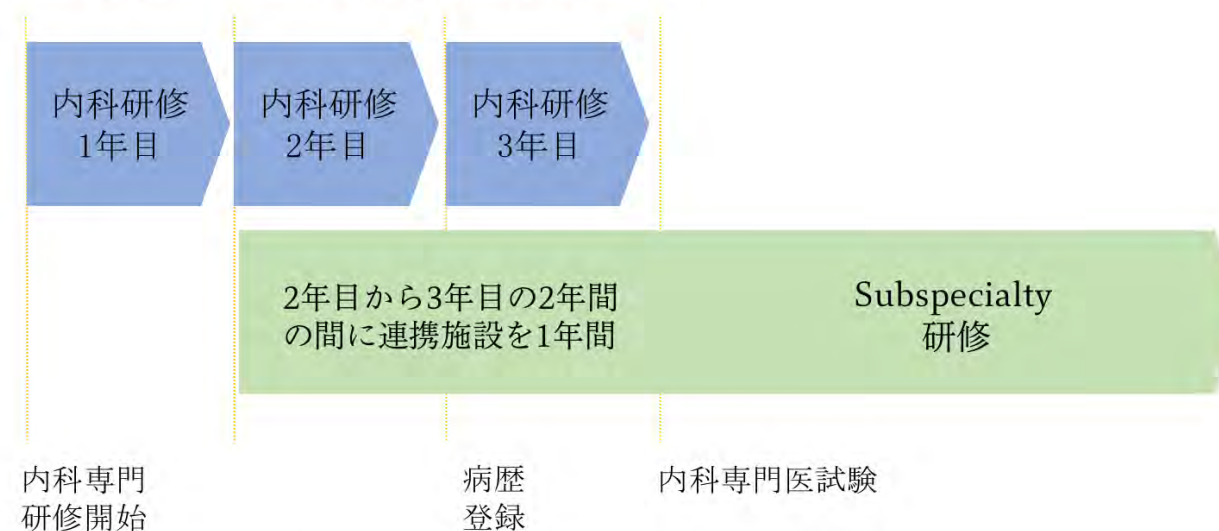 内科研修
1年目
内科研修
2年目
内科研修
3年目
2年目から3年目の2年間
の間に連携施設を1年間
Subspecialty
研修
内科専門
研修開始
病歴
登録
内科専門医試験